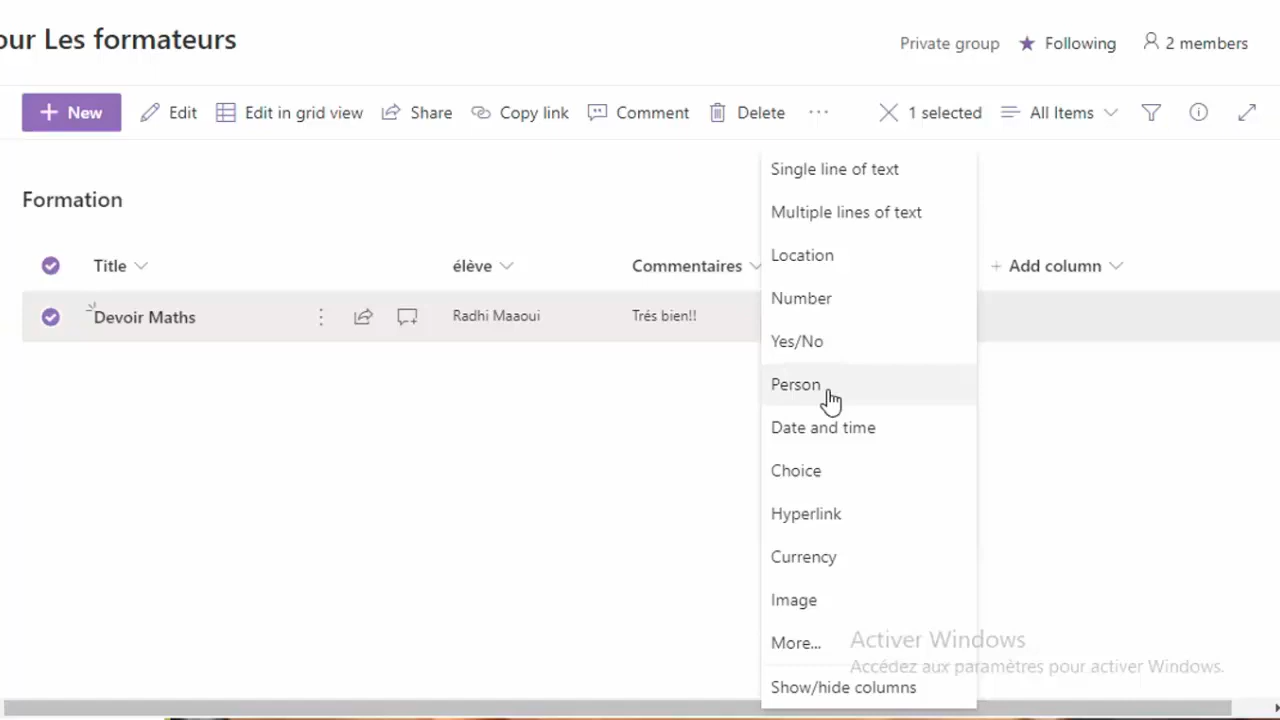 our Les formateurs
Private group Following 2 members
New Edit Edit in grid view Share Copy link Comment Delete ... 1 selected All Items
Formation
Title élève Commentaires Add column
Devoir Maths Radhi Maaoui Trés bien!!
Single line of text
Multiple lines of text
Location
Number
Yes/No
Person
Date and time
Choice
Hyperlink
Currency
Image
More...
Show/hide columns
Activer Windows
Accédez aux paramètres pour activer Windows.